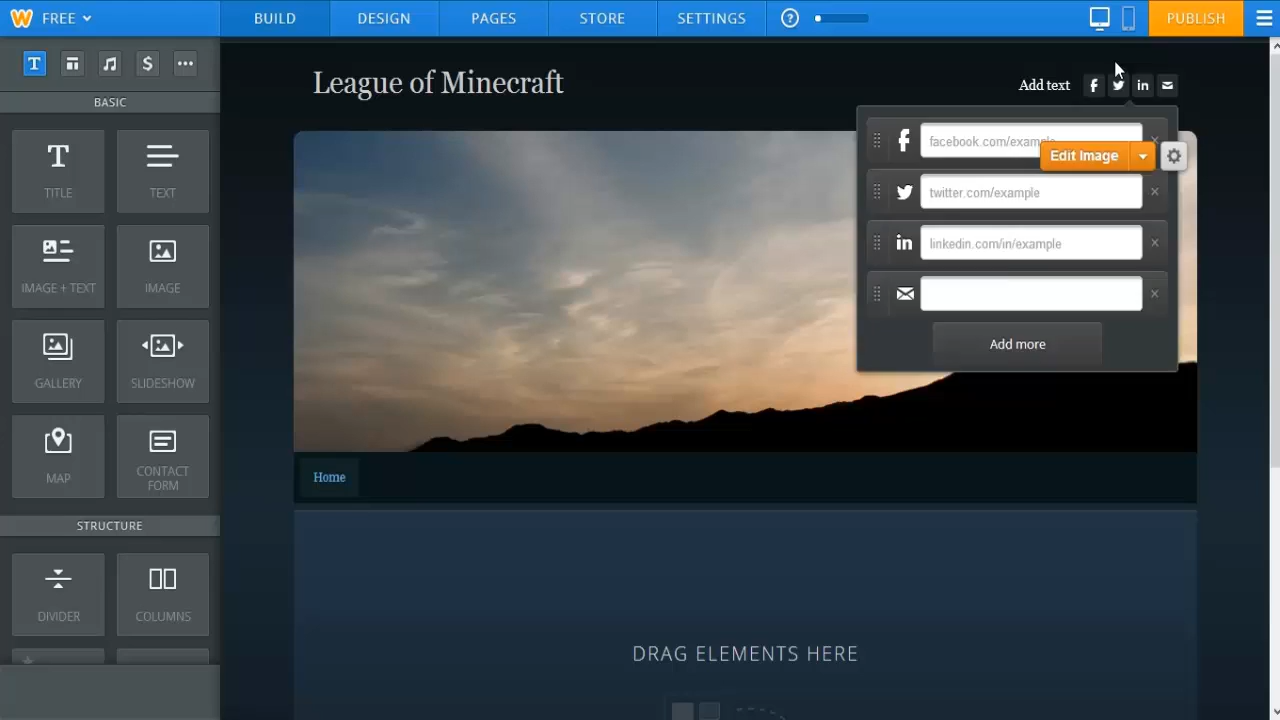 FREE
BUILD
DESIGN
PAGES
STORE
SETTINGS
?
PUBLISH
T
$
BASIC
TITLE
TEXT
IMAGE + TEXT
IMAGE
GALLERY
SLIDESHOW
MAP
CONTACT
FORM
STRUCTURE
DIVIDER
COLUMNS
League of Minecraft
Add text
facebook.com/example
Edit Image
twitter.com/example
linkedin.com/in/example
Add more
Home
DRAG ELEMENTS HERE